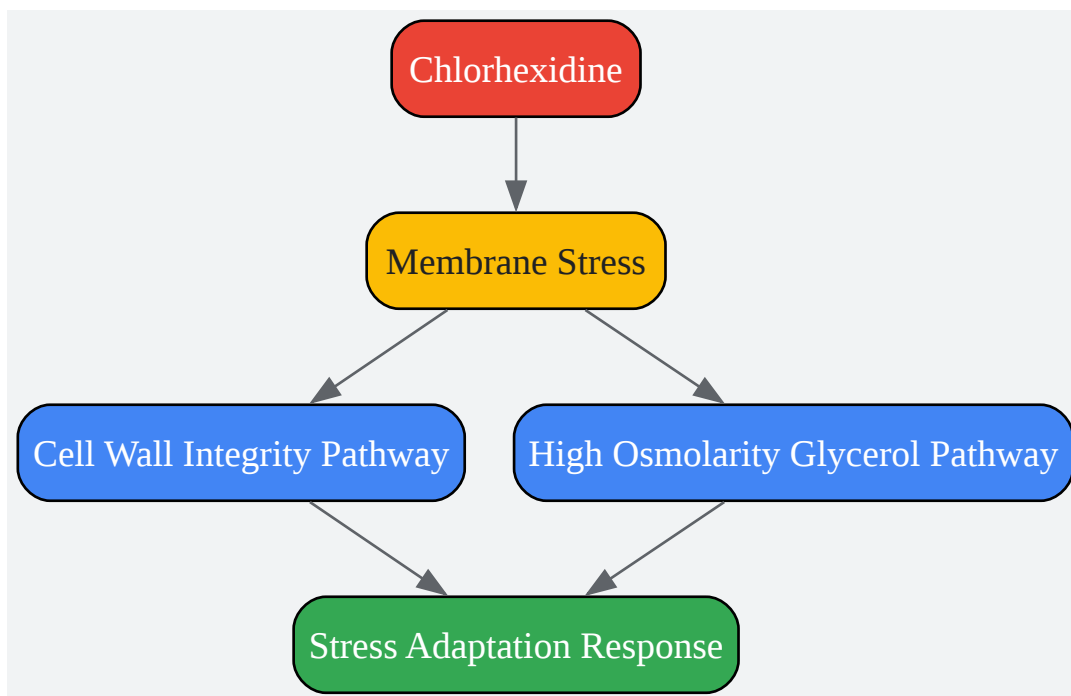 Chlorhexidine
Membrane Stress
Cell Wall Integrity Pathway
High Osmolarity Glycerol Pathway
Stress Adaptation Response